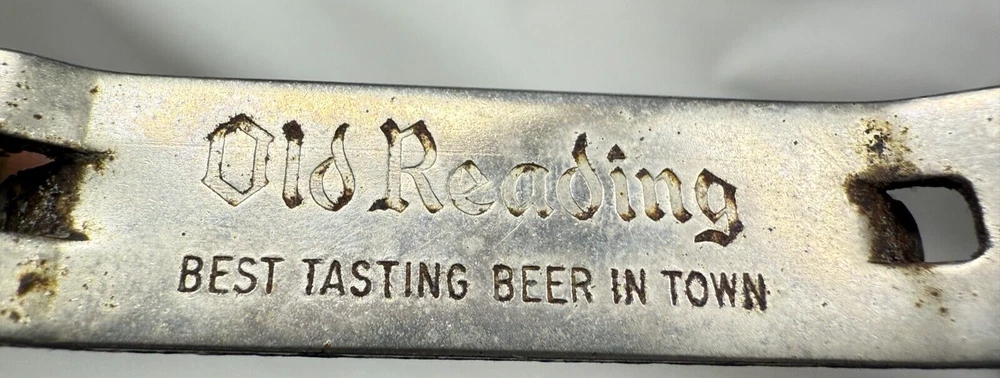 Old Reading
BEST TASTING BEER IN TOWN